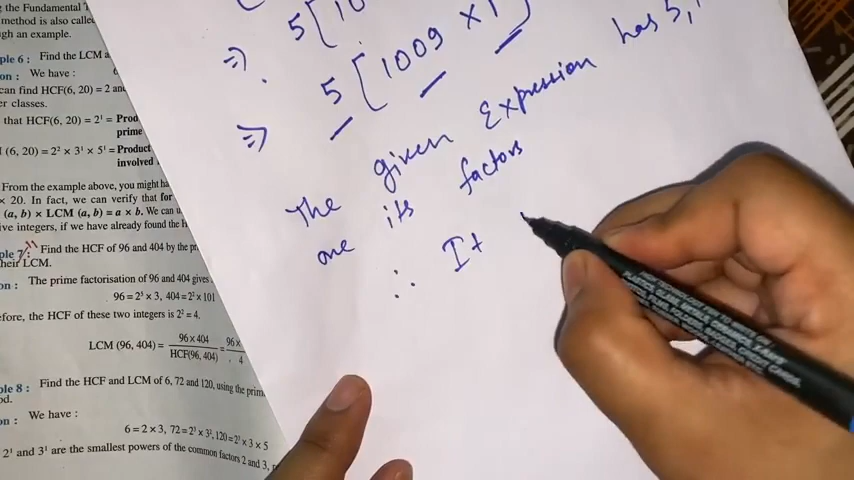 the Fundamental
method is also called
gh an example.
ple 6 : Find the LCM a
on : We have :
can find HCF(6, 20) = 2 and
er classes.
that HCF(6, 20) = 2¹ = Prod
prime
(6, 20) = 2² × 3¹ × 5¹ = Product
involved
From the example above, you might ha
× 20. In fact, we can verify that for
(a, b) × LCM (a, b) = a × b. We can u
ive integers, if we have already found the H
ple 7 : Find the HCF of 96 and 404 by the pr
their LCM.
on : The prime factorisation of 96 and 404 gives
96 = 2⁵ × 3, 404 = 2² × 101
efore, the HCF of these two integers is 2² = 4.
LCM (96, 404) = 96 × 404 / HCF(96, 404) = 96 × / 4
ple 8 : Find the HCF and LCM of 6, 72 and 120, using the prim
od.
on : We have :
6 = 2 × 3, 72 = 2³ × 3², 120 = 2³ × 3 × 5
2¹ and 3¹ are the smallest powers of the common factors 2 and 3,
⇒ 5 [ 10
⇒ 5 [ 1009 × 1 ]
The given Expression has 5, 1
are its factors
∴ It